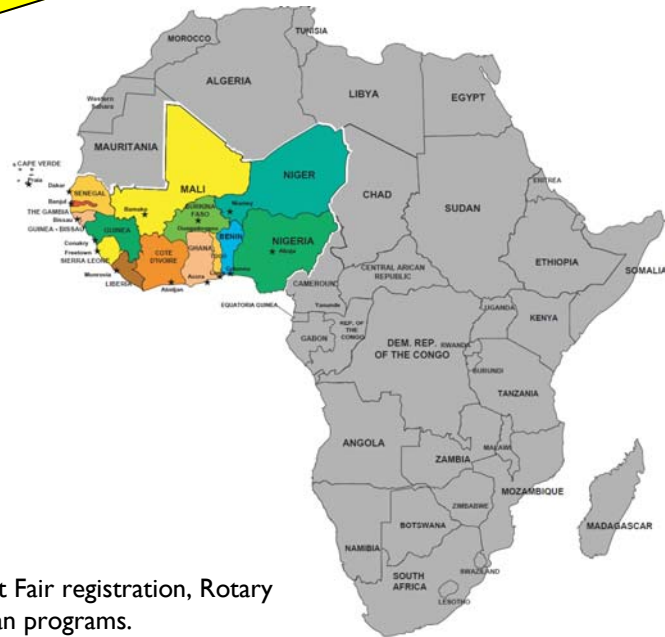 TUNISIA
MOROCCO
ALGERIA
LIBYA
EGYPT
Western
Sahara
MAURITANIA
CAPE VERDE
Praia
MALI
NIGER
CHAD
SUDAN
ERITREA
Dakar
SENEGAL
Banjul
THE GAMBIA
Bissau
GUINEA - BISSAU
Bamako
BURKINA
FASO
Ouagadougou
Niamey
GUINEA
BENIN
NIGERIA
Abuja
Conakry
Freetown
SIERRA LEONE
Monrovia
LIBERIA
COTE
D'IVOIRE
Abidjan
GHANA
Accra
TOGO
Cotonou
ETHIOPIA
SOMALIA
CENTRAL ARICAN
REPUBLIC
CAMEROUN
Yaounde
EQUATORIA GUINEA
GABON
REP. OF
THE
CONGO
DEM. REP.
OF THE CONGO
UGANDA
KENYA
RWANDA
BURUNDI
TANZANIA
ANGOLA
ZAMBIA
MALAWI
MOZAMBIQUE
ZIMBABWE
MADAGASCAR
NAMIBIA
BOTSWANA
SWAZILAND
SOUTH
AFRICA
LESOTHO
t Fair registration, Rotary
an programs.